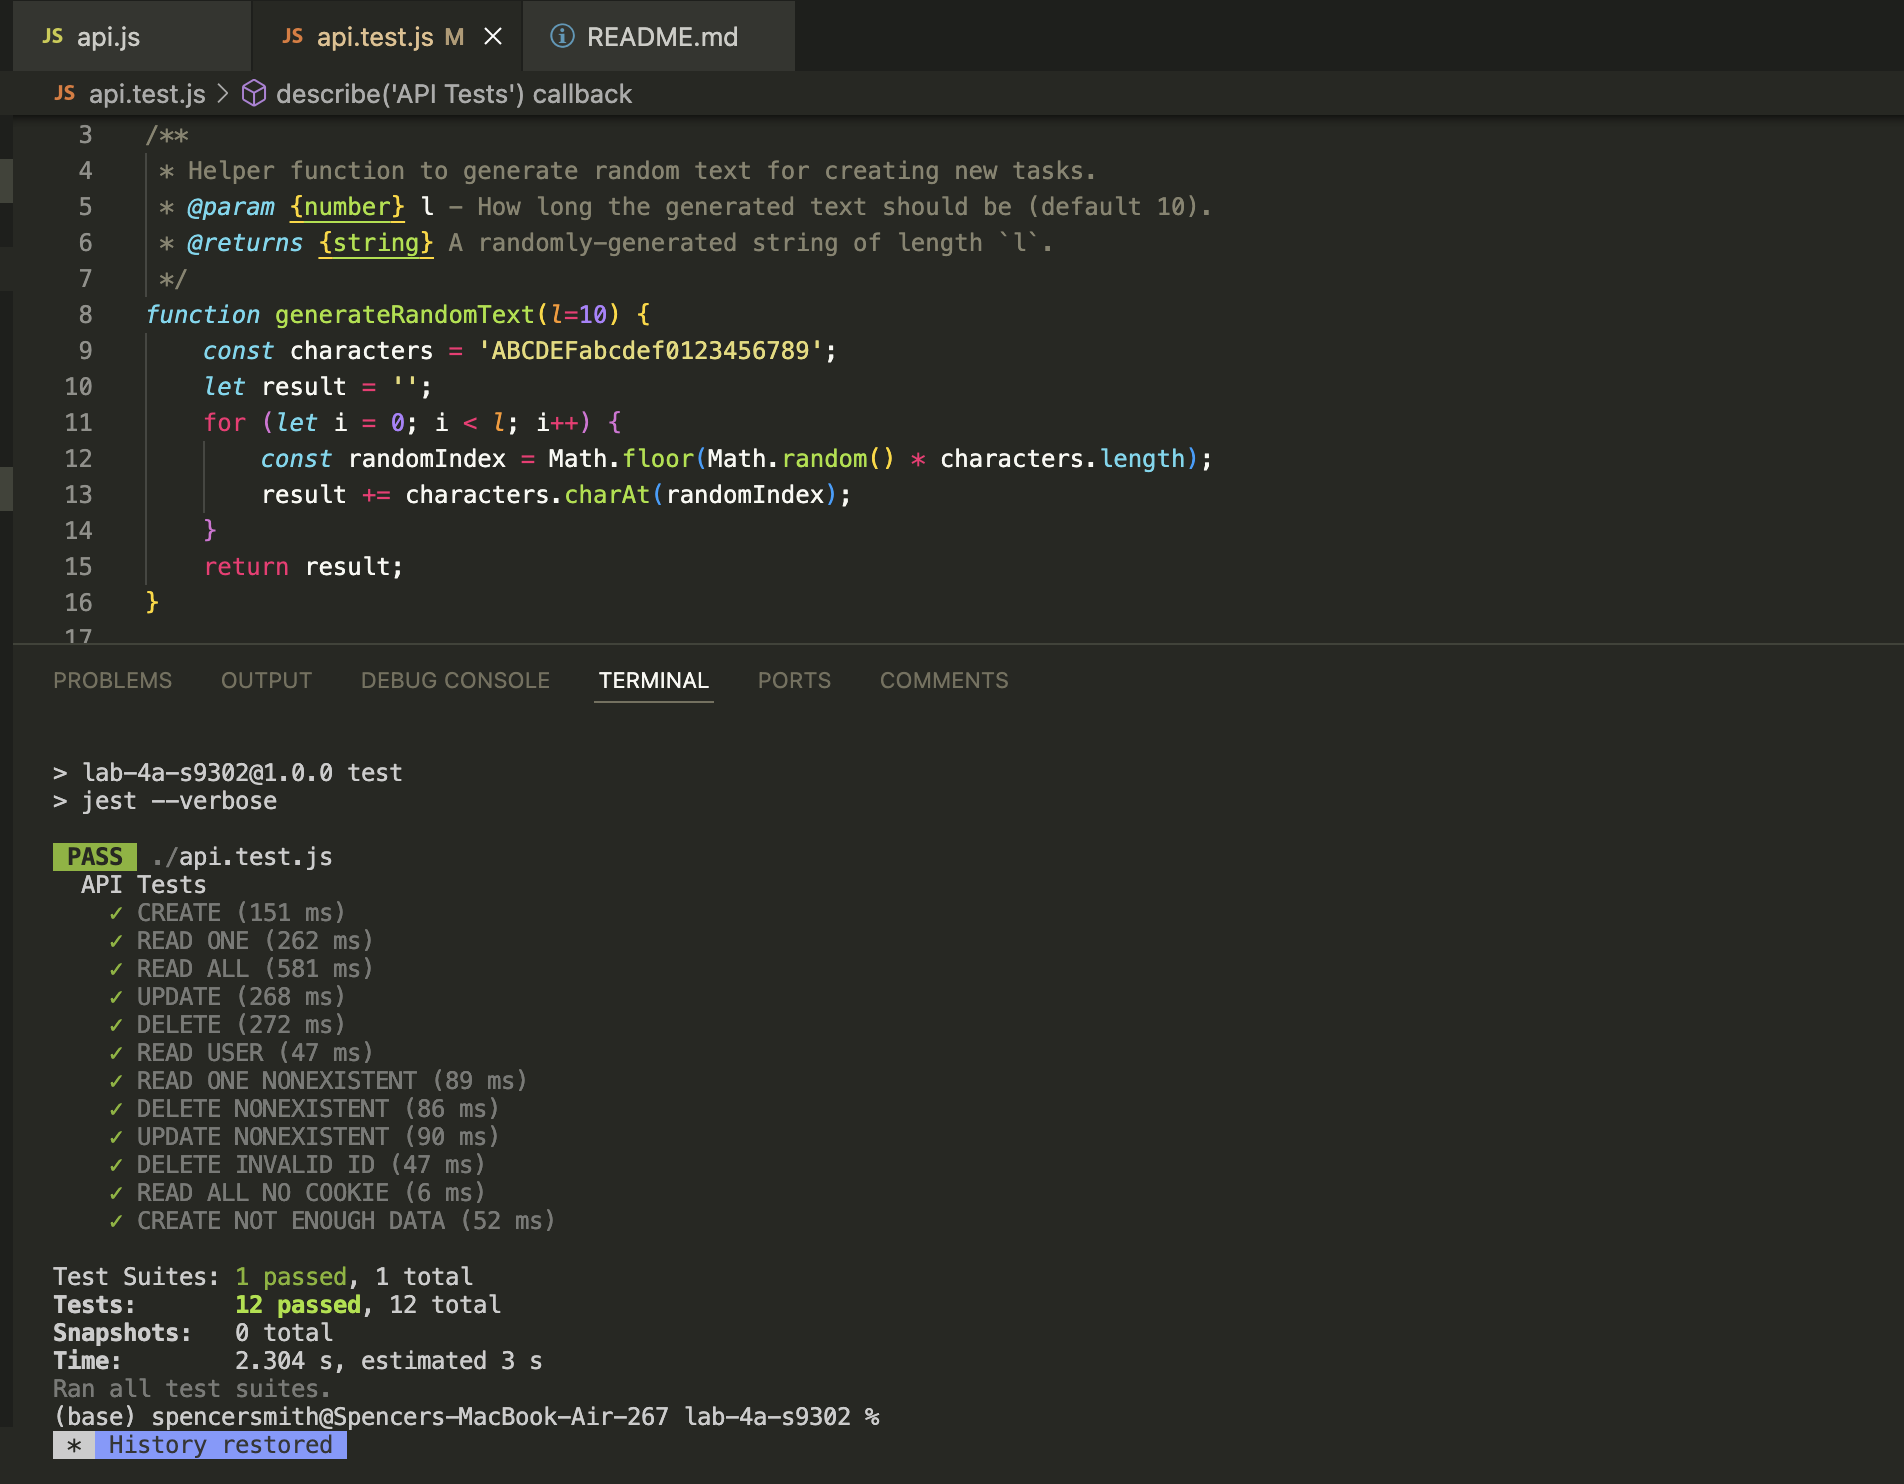 JS api.js
JS api.test.js M
README.md
JS api.test.js > describe('API Tests') callback
3 /**
4 * Helper function to generate random text for creating new tasks.
5 * @param {number} l - How long the generated text should be (default 10).
6 * @returns {string} A randomly-generated string of length `l`.
7 */
8 function generateRandomText(l=10) {
9 const characters = 'ABCDEFabcdef0123456789';
10 let result = '';
11 for (let i = 0; i < l; i++) {
12 const randomIndex = Math.floor(Math.random() * characters.length);
13 result += characters.charAt(randomIndex);
14 }
15 return result;
16 }
17
PROBLEMS OUTPUT DEBUG CONSOLE TERMINAL PORTS COMMENTS
> lab-4a-s9302@1.0.0 test
> jest --verbose
PASS ./api.test.js
API Tests
✓ CREATE (151 ms)
✓ READ ONE (262 ms)
✓ READ ALL (581 ms)
✓ UPDATE (268 ms)
✓ DELETE (272 ms)
✓ READ USER (47 ms)
✓ READ ONE NONEXISTENT (89 ms)
✓ DELETE NONEXISTENT (86 ms)
✓ UPDATE NONEXISTENT (90 ms)
✓ DELETE INVALID ID (47 ms)
✓ READ ALL NO COOKIE (6 ms)
✓ CREATE NOT ENOUGH DATA (52 ms)
Test Suites: 1 passed, 1 total
Tests: 12 passed, 12 total
Snapshots: 0 total
Time: 2.304 s, estimated 3 s
Ran all test suites.
(base) spencersmith@Spencers-MacBook-Air-267 lab-4a-s9302 %
* History restored